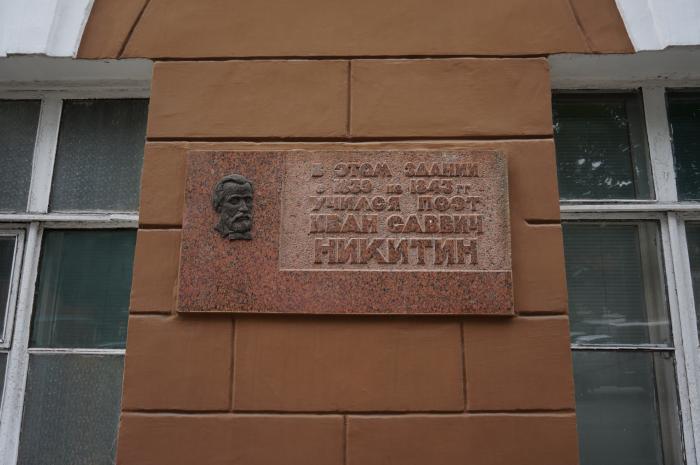 В ЭТОМ ЗДАНИИ
с 1839 по 1843 гг
УЧИЛСЯ ПОЭТ
ИВАН САВВИЧ
НИКИТИН